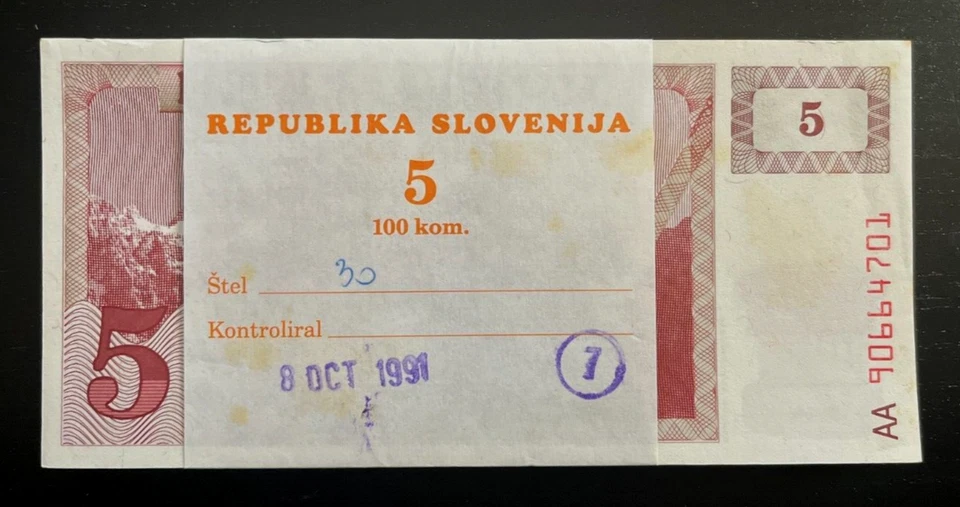 REPUBLIKA SLOVENIJA
5
100 kom.
Štel 30
Kontroliral
8 OCT 1991
7
5
5
AA 90664701